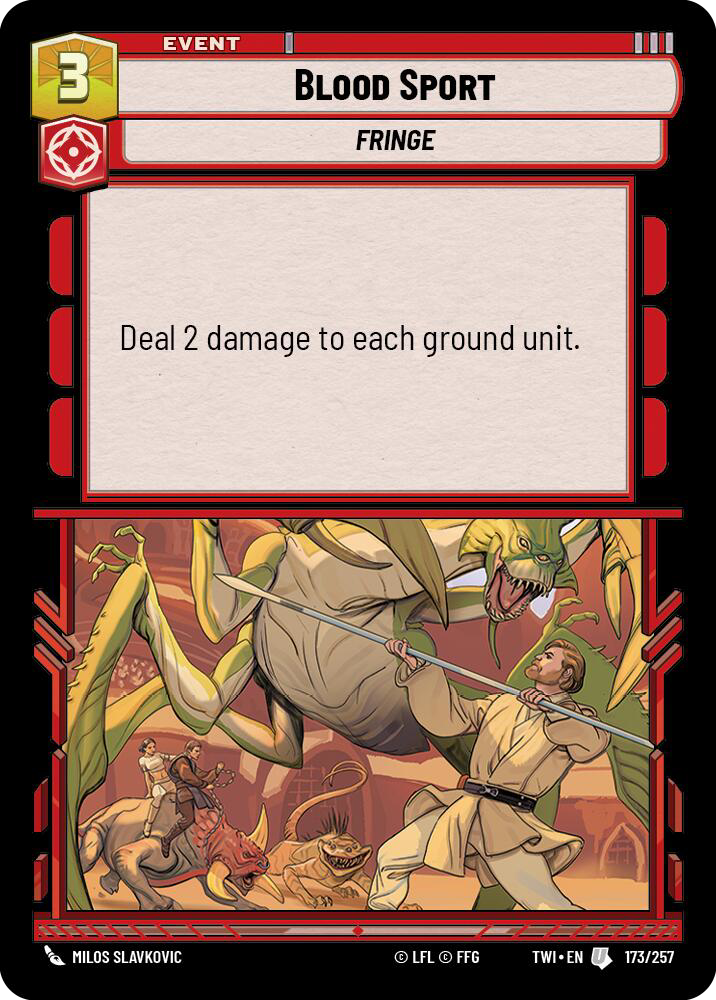 EVENT
3
Blood Sport
FRINGE
Deal 2 damage to each ground unit.
MILOS SLAVKOVIC
© LFL © FFG
TWI • EN U 173/257